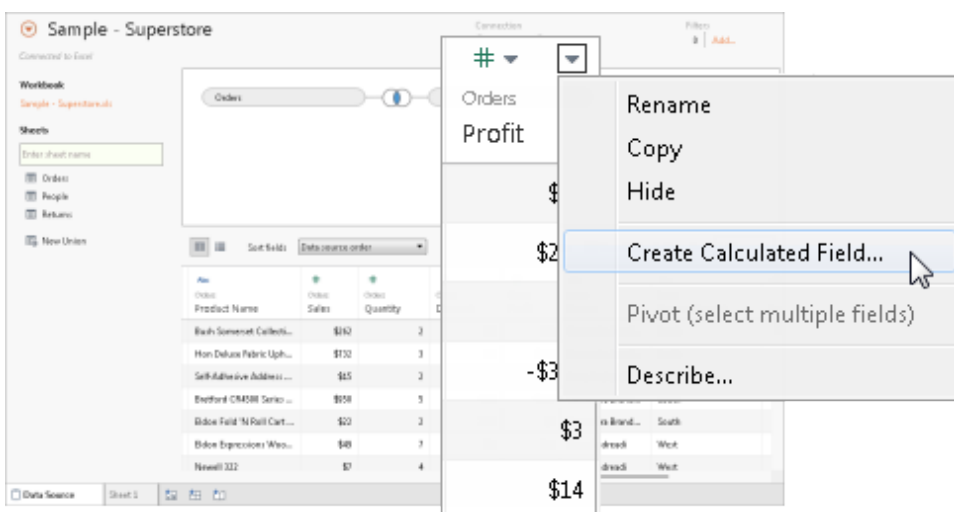 Sample - Superstore
Connected to Excel
Connection
Filters
0 Add...
Workbook
Sample - Superstore.xls
Sheets
Enter sheet name
Orders
People
Returns
New Union
Orders
Sort fields Data source order
Abc
Orders Orders Orders
Product Name Sales Quantity
Bush Somerset Collecti... $262 2
Hon Deluxe Fabric Uph... $732 3
Self-Adhesive Address ... $15 2
Bretford CR4500 Series ... $958 5
Eldon Fold 'N Roll Cart ... $22 2
Eldon Expressions Woo... $49 7
Newell 322 $7 4
#
Orders
Profit
$
$2
-$3
$3
$14
Rename
Copy
Hide
Create Calculated Field...
Pivot (select multiple fields)
Describe...
South
West
West
Data Source Sheet 1